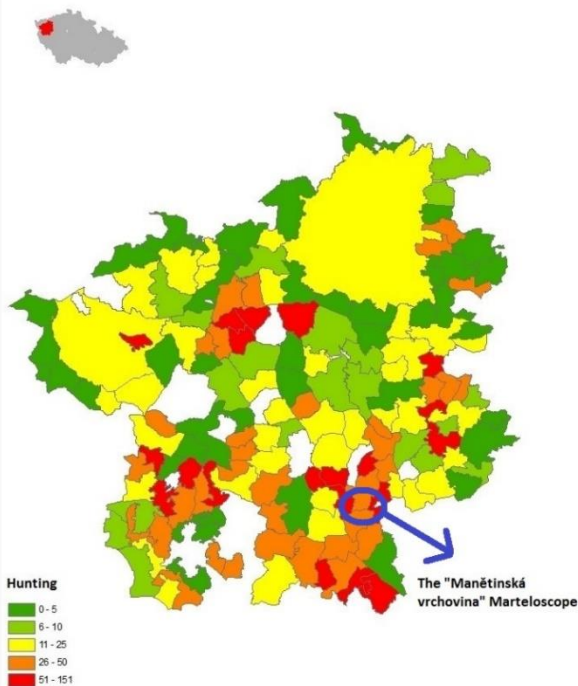 The "Manětinská
vrchovina" Marteloscope
Hunting
0 - 5
6 - 10
11 - 25
26 - 50
51 - 151